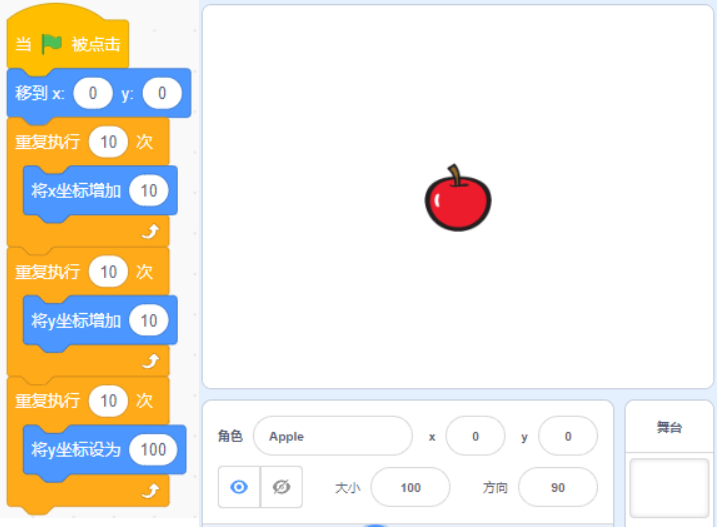 当 被点击
移到 x: 0 y: 0
重复执行 10 次
将x坐标增加 10
重复执行 10 次
将y坐标增加 10
重复执行 10 次
将y坐标设为 100
角色 Apple x 0 y 0
大小 100 方向 90
舞台